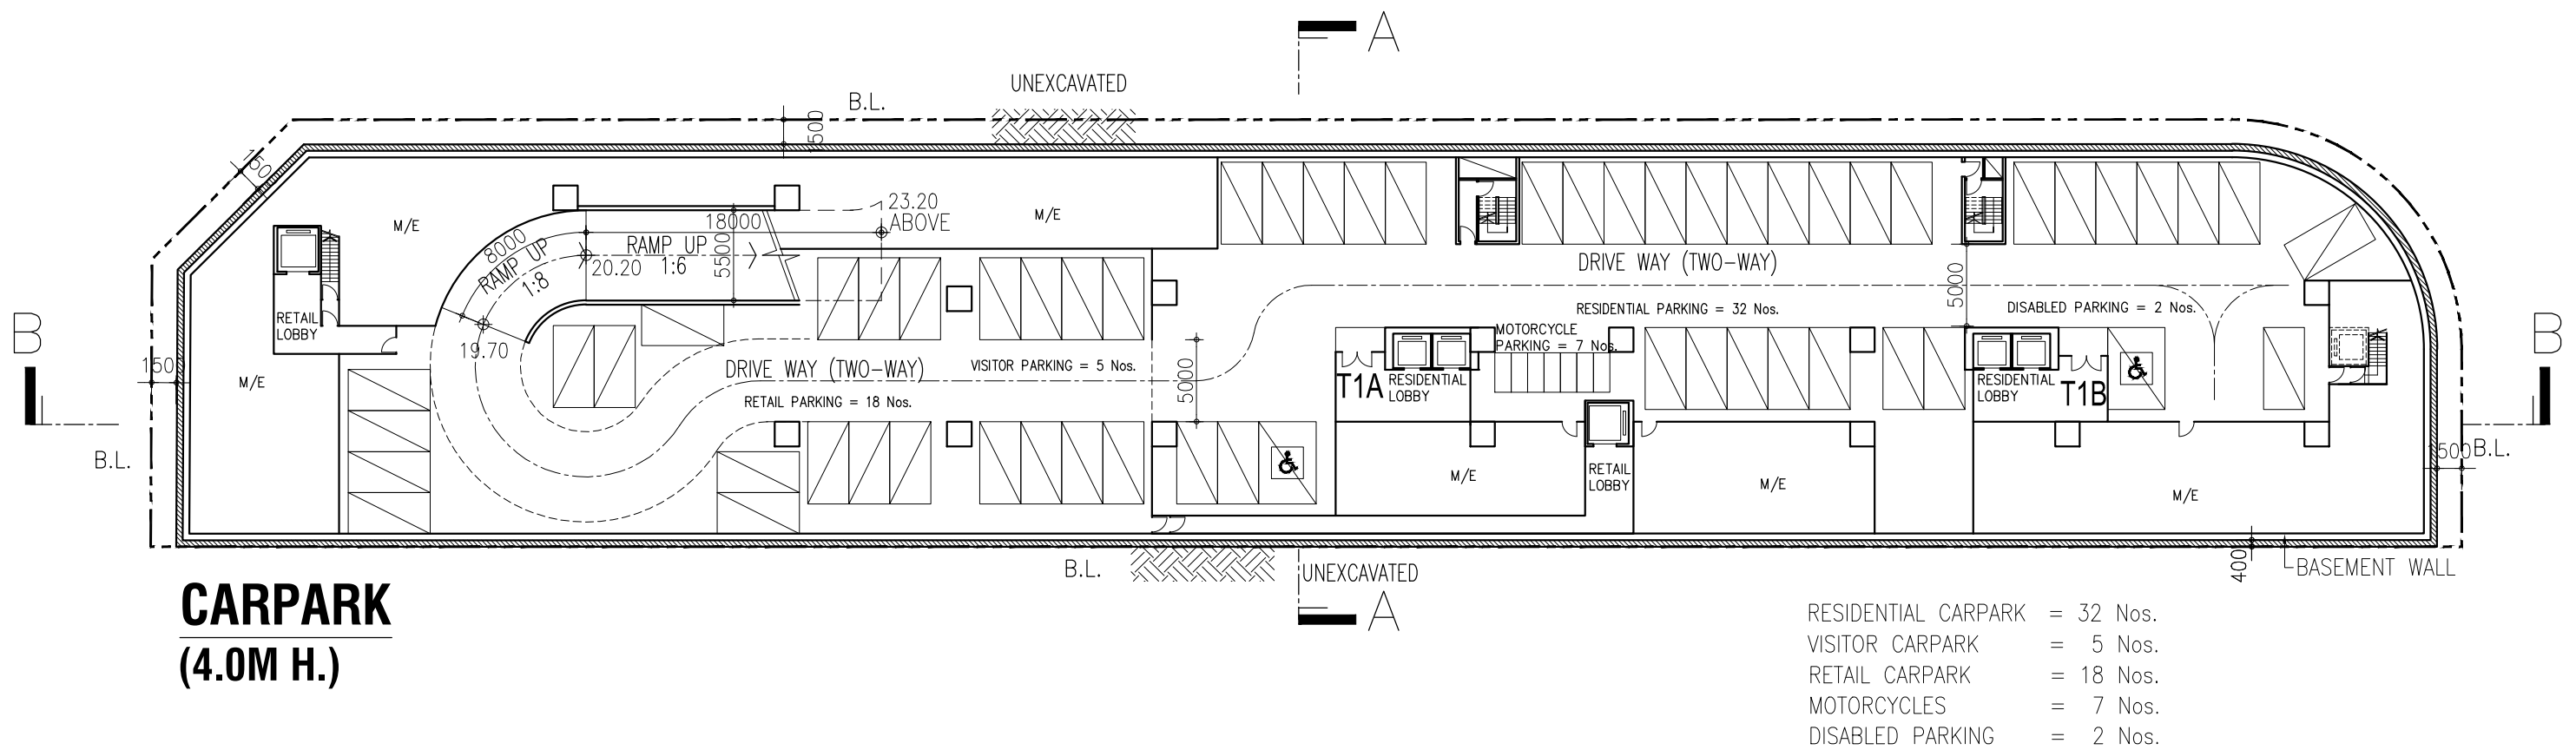 A
UNEXCAVATED
B.L.
1500
150
M/E
23.20
ABOVE
M/E
18000
8000
RAMP UP
1:8
RAMP UP
1:6
5500
20.20
19.70
RETAIL
LOBBY
M/E
B
150
B.L.
DRIVE WAY (TWO-WAY)
VISITOR PARKING = 5 Nos.
RETAIL PARKING = 18 Nos.
5000
DRIVE WAY (TWO-WAY)
RESIDENTIAL PARKING = 32 Nos.
5000
DISABLED PARKING = 2 Nos.
MOTORCYCLE
PARKING = 7 Nos.
T1A
RESIDENTIAL
LOBBY
RESIDENTIAL
LOBBY
T1B
B
500
B.L.
M/E
RETAIL
LOBBY
M/E
M/E
B.L.
UNEXCAVATED
A
400
BASEMENT WALL
CARPARK
(4.0M H.)
RESIDENTIAL CARPARK = 32 Nos.
VISITOR CARPARK = 5 Nos.
RETAIL CARPARK = 18 Nos.
MOTORCYCLES = 7 Nos.
DISABLED PARKING = 2 Nos.